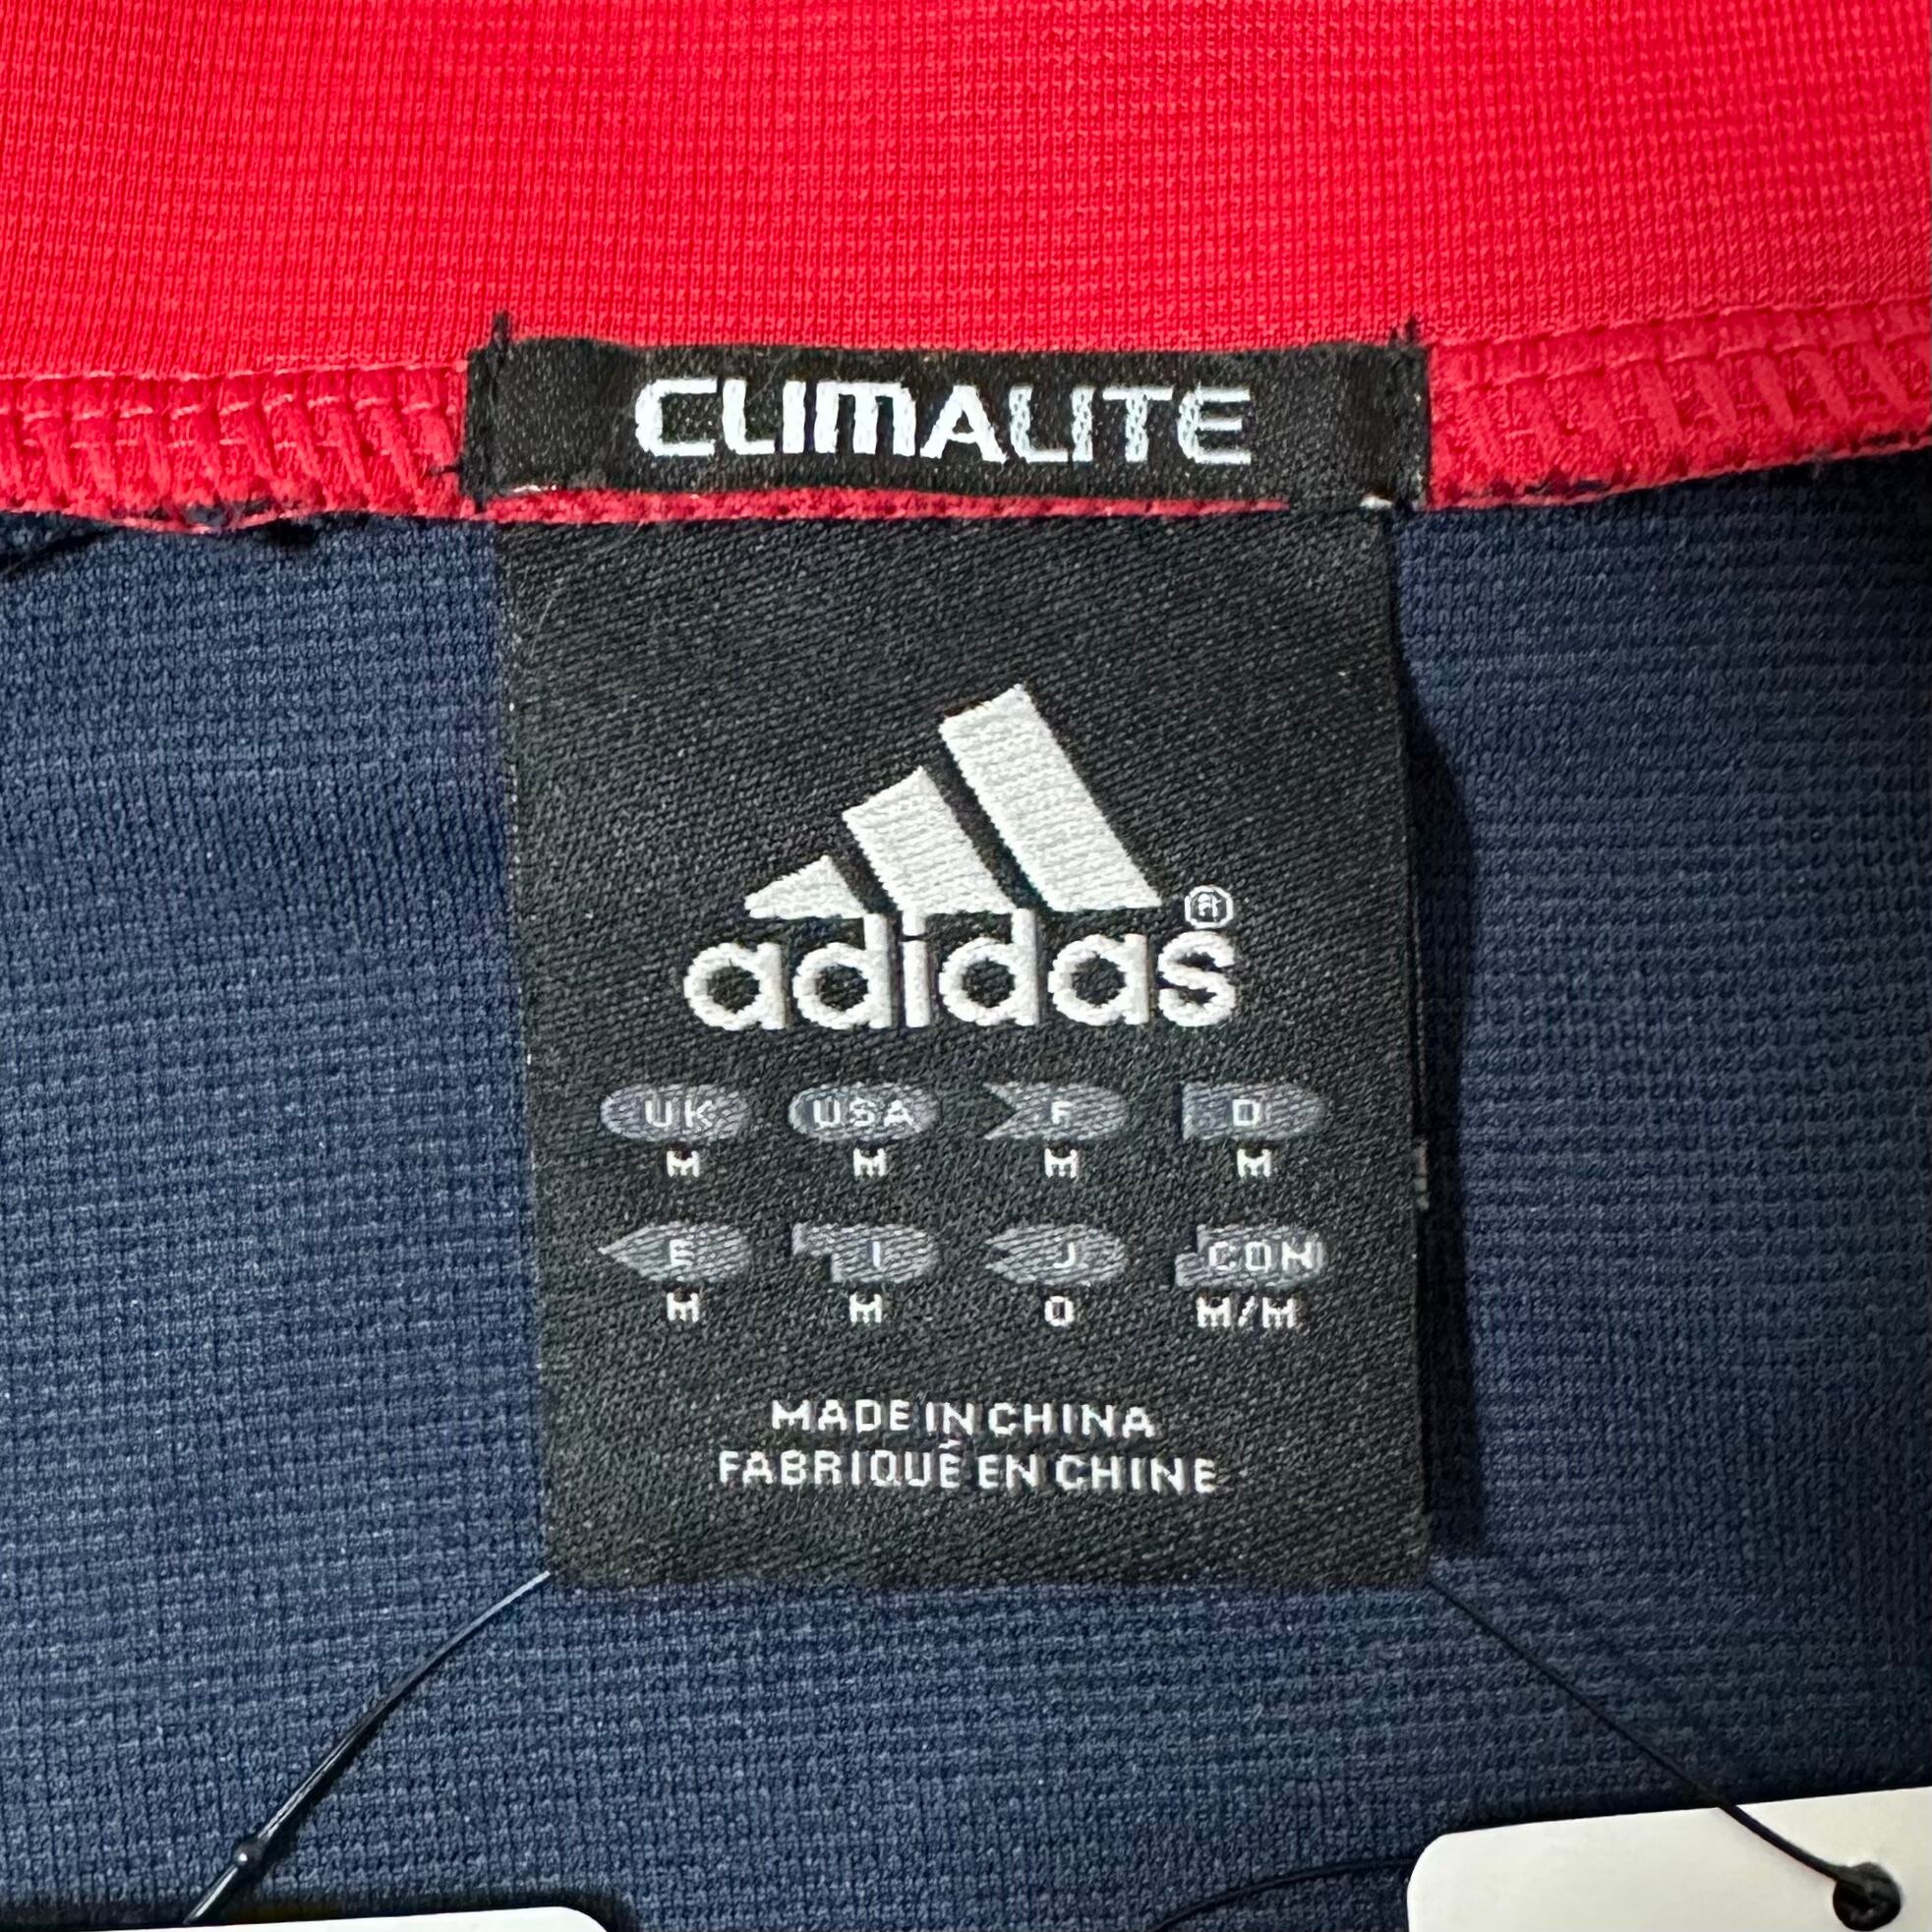 CLIMALITE
adidas®
UK USA F D
M M M M
E I J CDN
M M O M/M
MADE IN CHINA
FABRIQUÉ EN CHINE